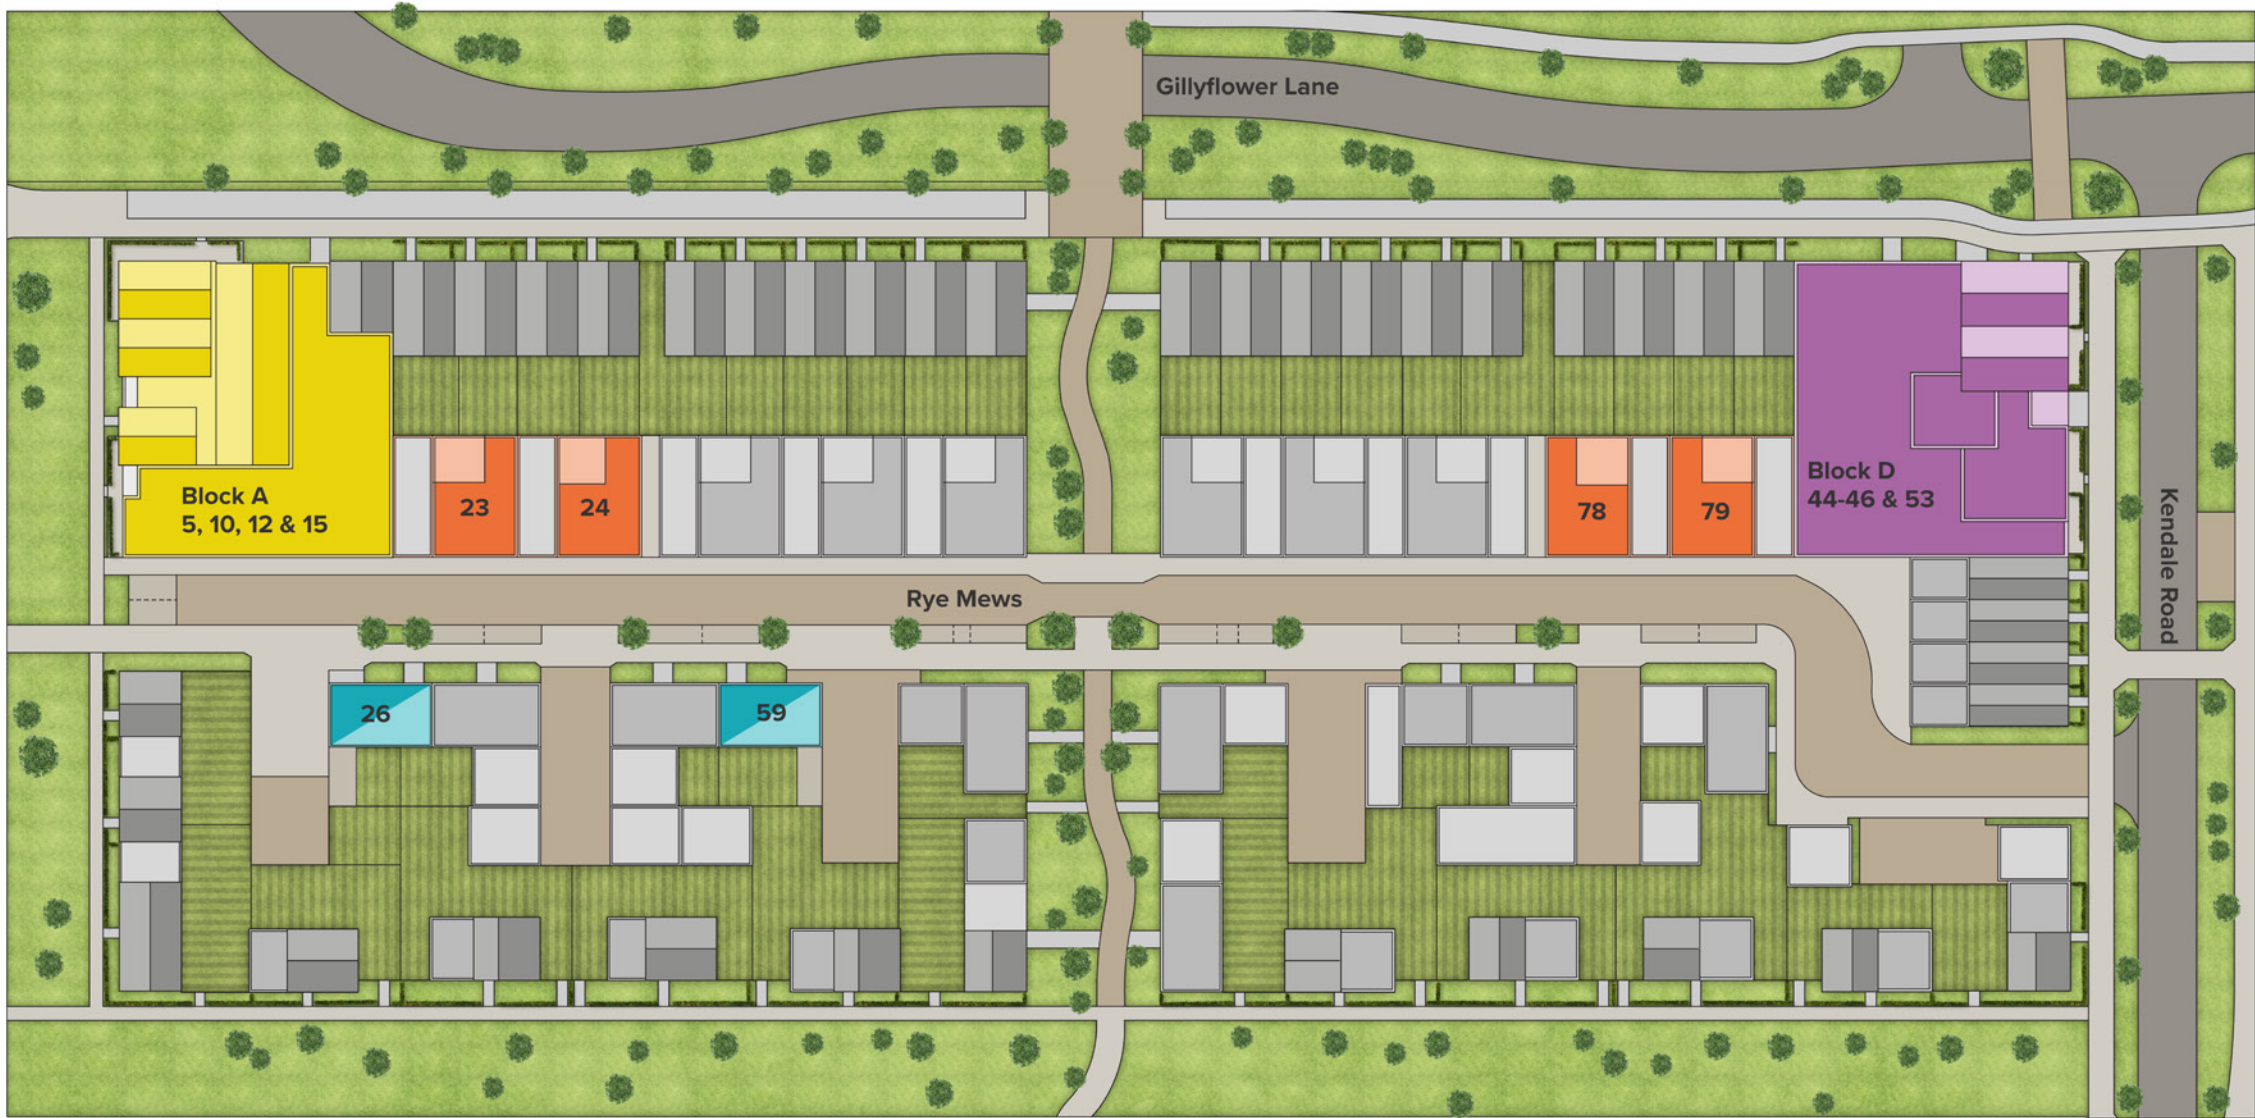 Gillyflower Lane
Block A
5, 10, 12 & 15
23
24
78
79
Block D
44-46 & 53
Kendale Road
Rye Mews
26
59